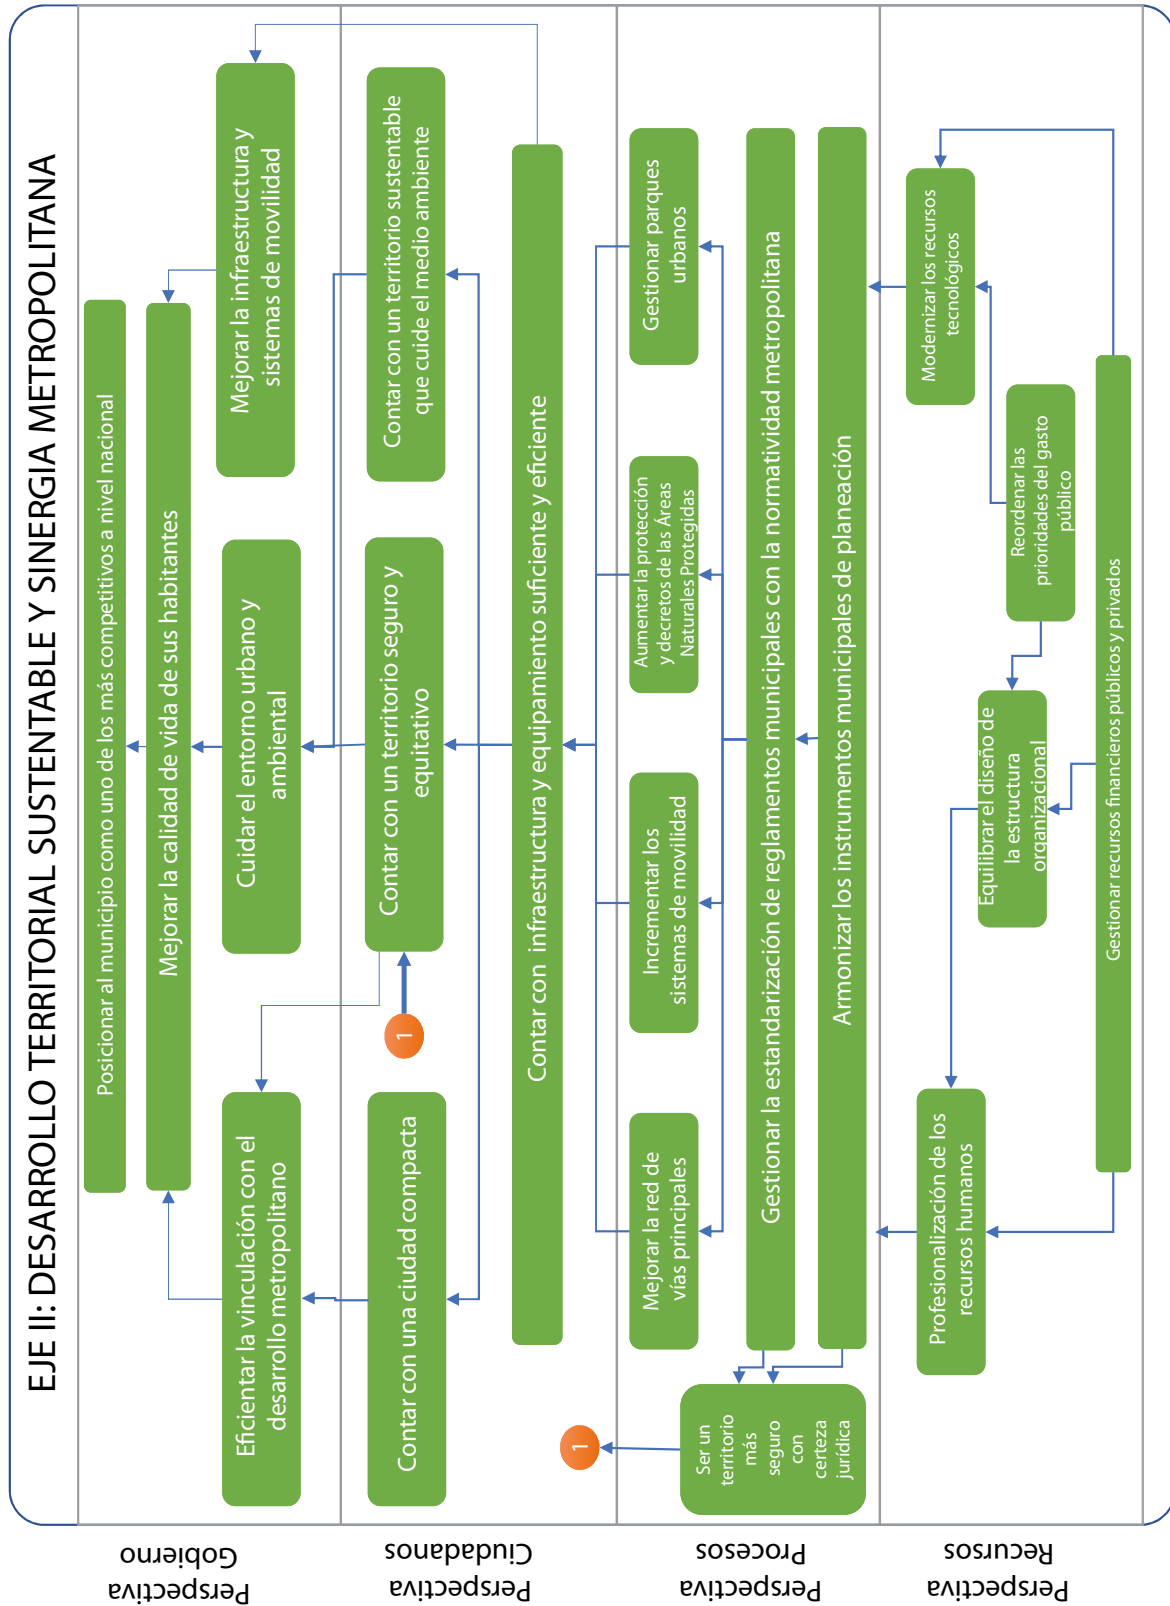 EJE II: DESARROLLO TERRITORIAL SUSTENTABLE Y SINERGIA METROPOLITANA
Perspectiva
Gobierno
Posicionar al municipio como uno de los más competitivos a nivel nacional
Mejorar la calidad de vida de sus habitantes
Eficientar la vinculación con el
desarrollo metropolitano
Cuidar el entorno urbano y
ambiental
Mejorar la infraestructura y
sistemas de movilidad
Perspectiva
Ciudadanos
Contar con una ciudad compacta
1
Contar con un territorio seguro y
equitativo
Contar con un territorio sustentable
que cuide el medio ambiente
Contar con infraestructura y equipamiento suficiente y eficiente
Perspectiva
Procesos
1
Ser un
territorio
más
seguro
con
certeza
jurídica
Mejorar la red de
vías principales
Incrementar los
sistemas de movilidad
Aumentar la protección
y decretos de las Áreas
Naturales Protegidas
Gestionar parques
urbanos
Gestionar la estandarización de reglamentos municipales con la normatividad metropolitana
Armonizar los instrumentos municipales de planeación
Perspectiva
Recursos
Profesionalización de los
recursos humanos
Equilibrar el diseño de
la estructura
organizacional
Reordenar las
prioridades del gasto
público
Modernizar los recursos
tecnológicos
Gestionar recursos financieros públicos y privados